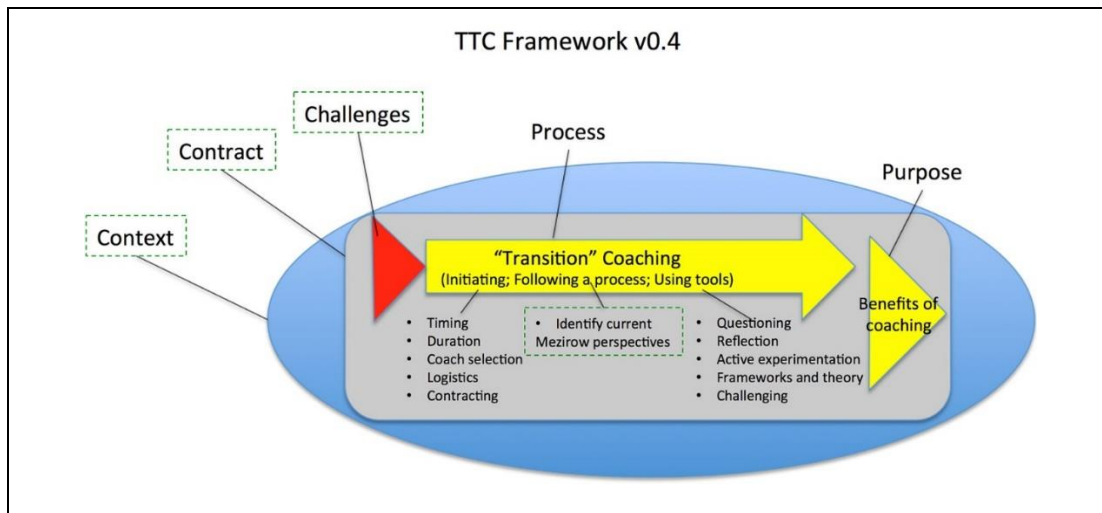 TTC Framework v0.4
Challenges
Process
Contract
Purpose
Context
“Transition” Coaching
(Initiating; Following a process; Using tools)
Benefits of
coaching
• Timing
• Duration
• Coach selection
• Logistics
• Contracting
• Identify current
Mezirow perspectives
• Questioning
• Reflection
• Active experimentation
• Frameworks and theory
• Challenging